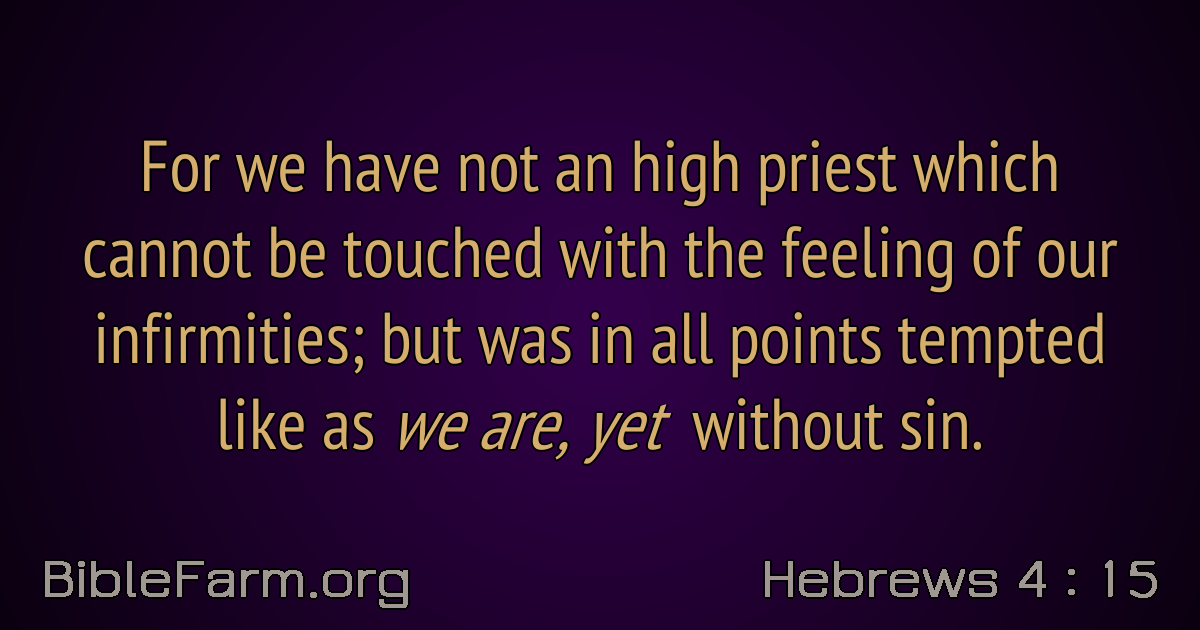 For we have not an high priest which
cannot be touched with the feeling of our
infirmities; but was in all points tempted
like as we are, yet without sin.
BibleFarm.org
Hebrews 4 : 15